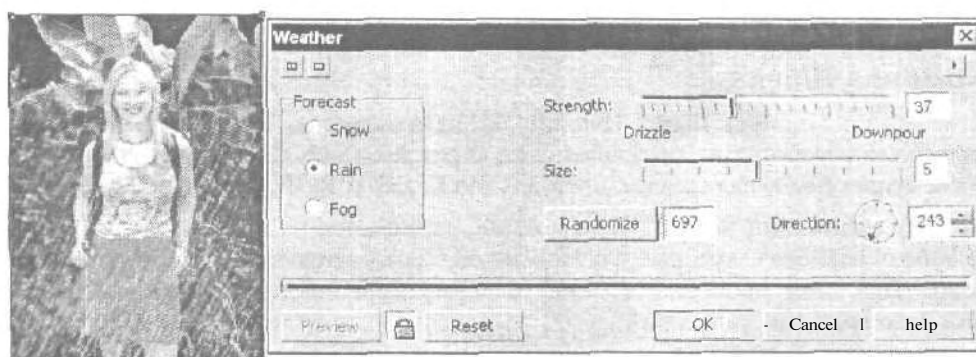 Weather
Forecast
Snow
Rain
Fog
Strength: 37
Drizzle Downpour
Size: 5
Randomize 697 Direction: 243
Preview Reset OK - Cancel l help